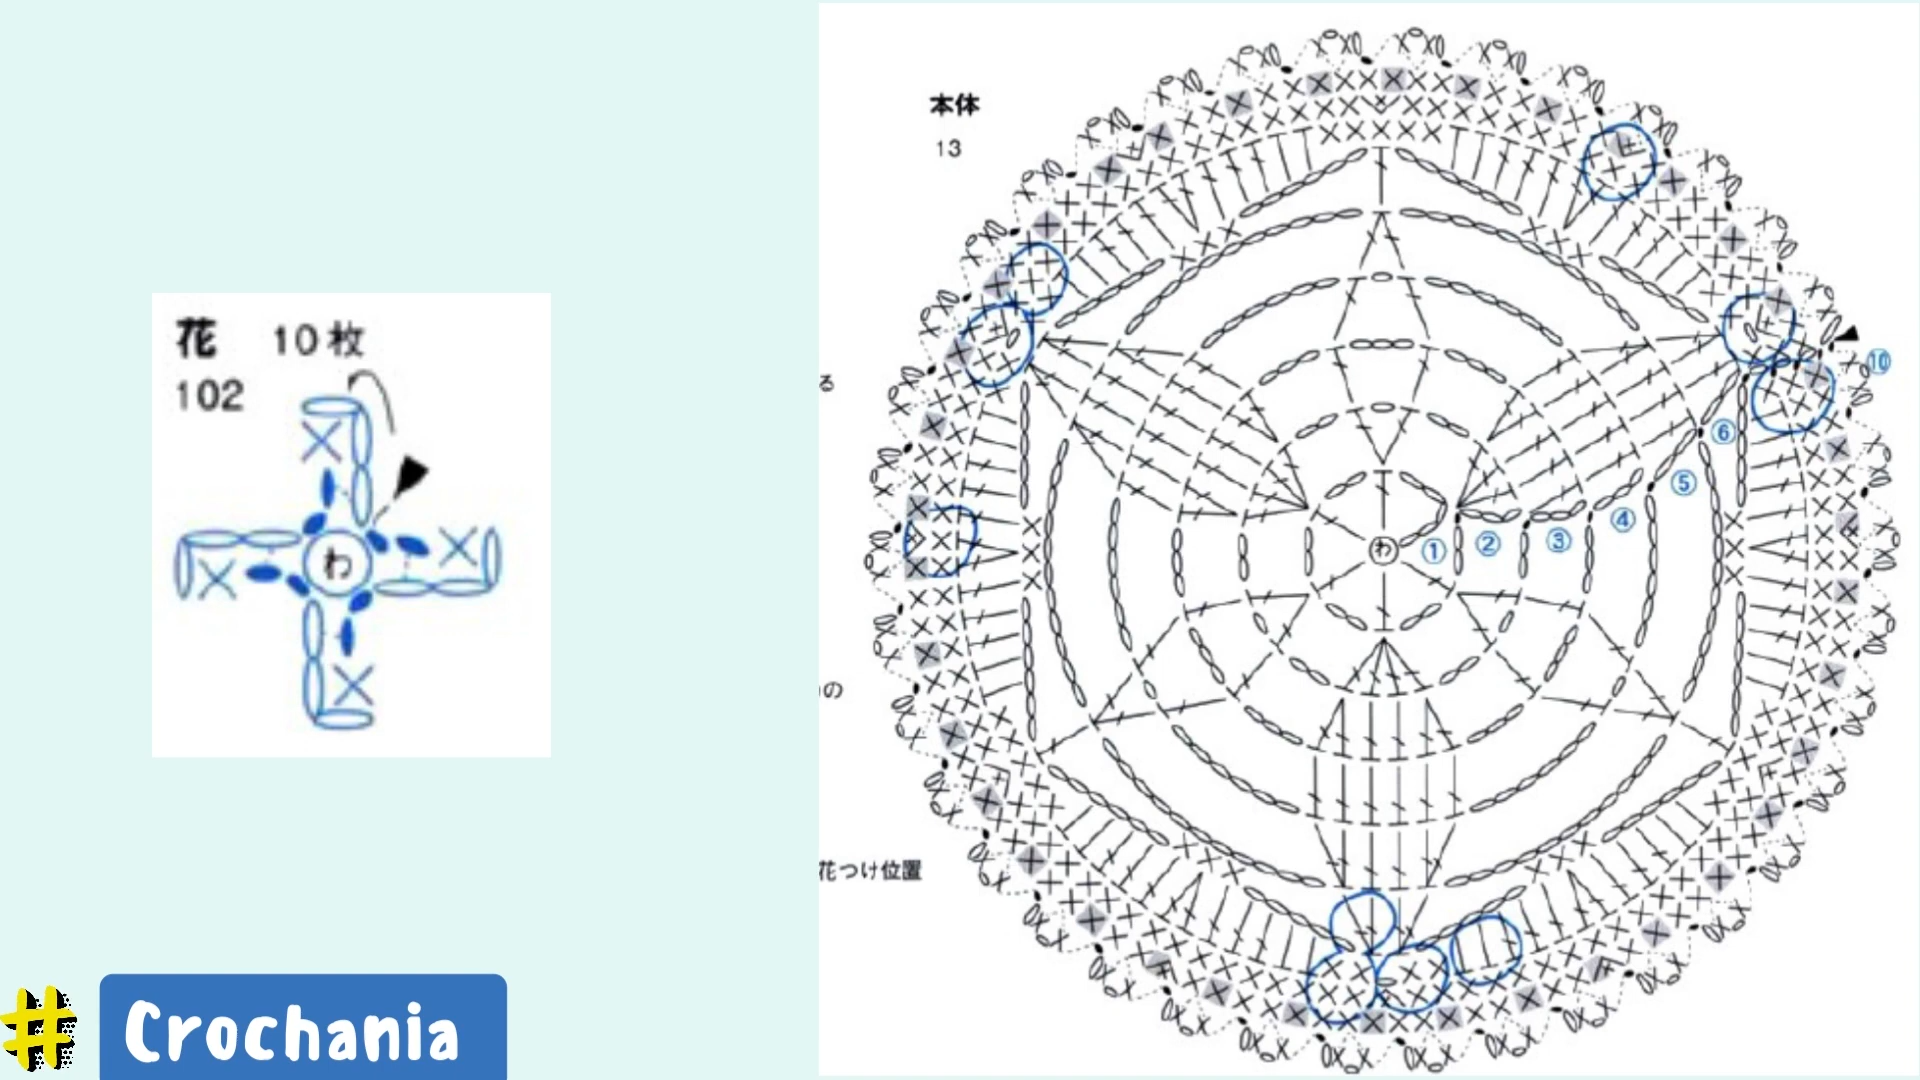 花 10枚
102
わ
本体
13
る
の
花つけ位置
わ ① ② ③ ④ ⑤ ⑥ ⑩
# Crochania